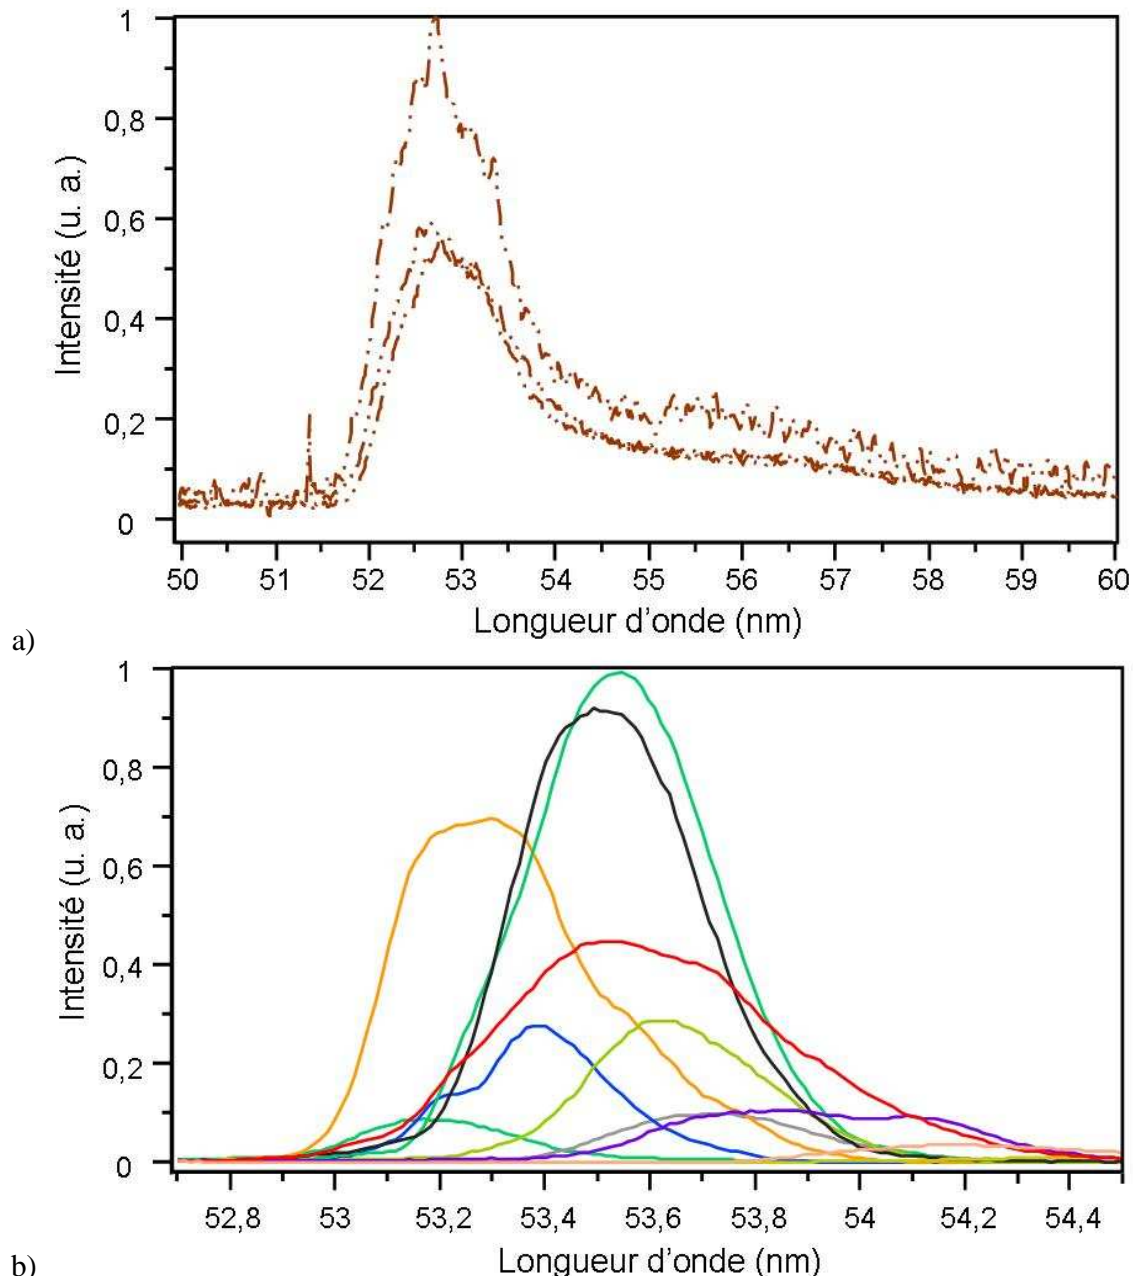 1
0,8
0,6
0,4
0,2
0
Intensité (u. a.)
50 51 52 53 54 55 56 57 58 59 60
Longueur d'onde (nm)
a)
1
0,8
0,6
0,4
0,2
0
Intensité (u. a.)
52,8 53 53,2 53,4 53,6 53,8 54 54,2 54,4
Longueur d'onde (nm)
b)